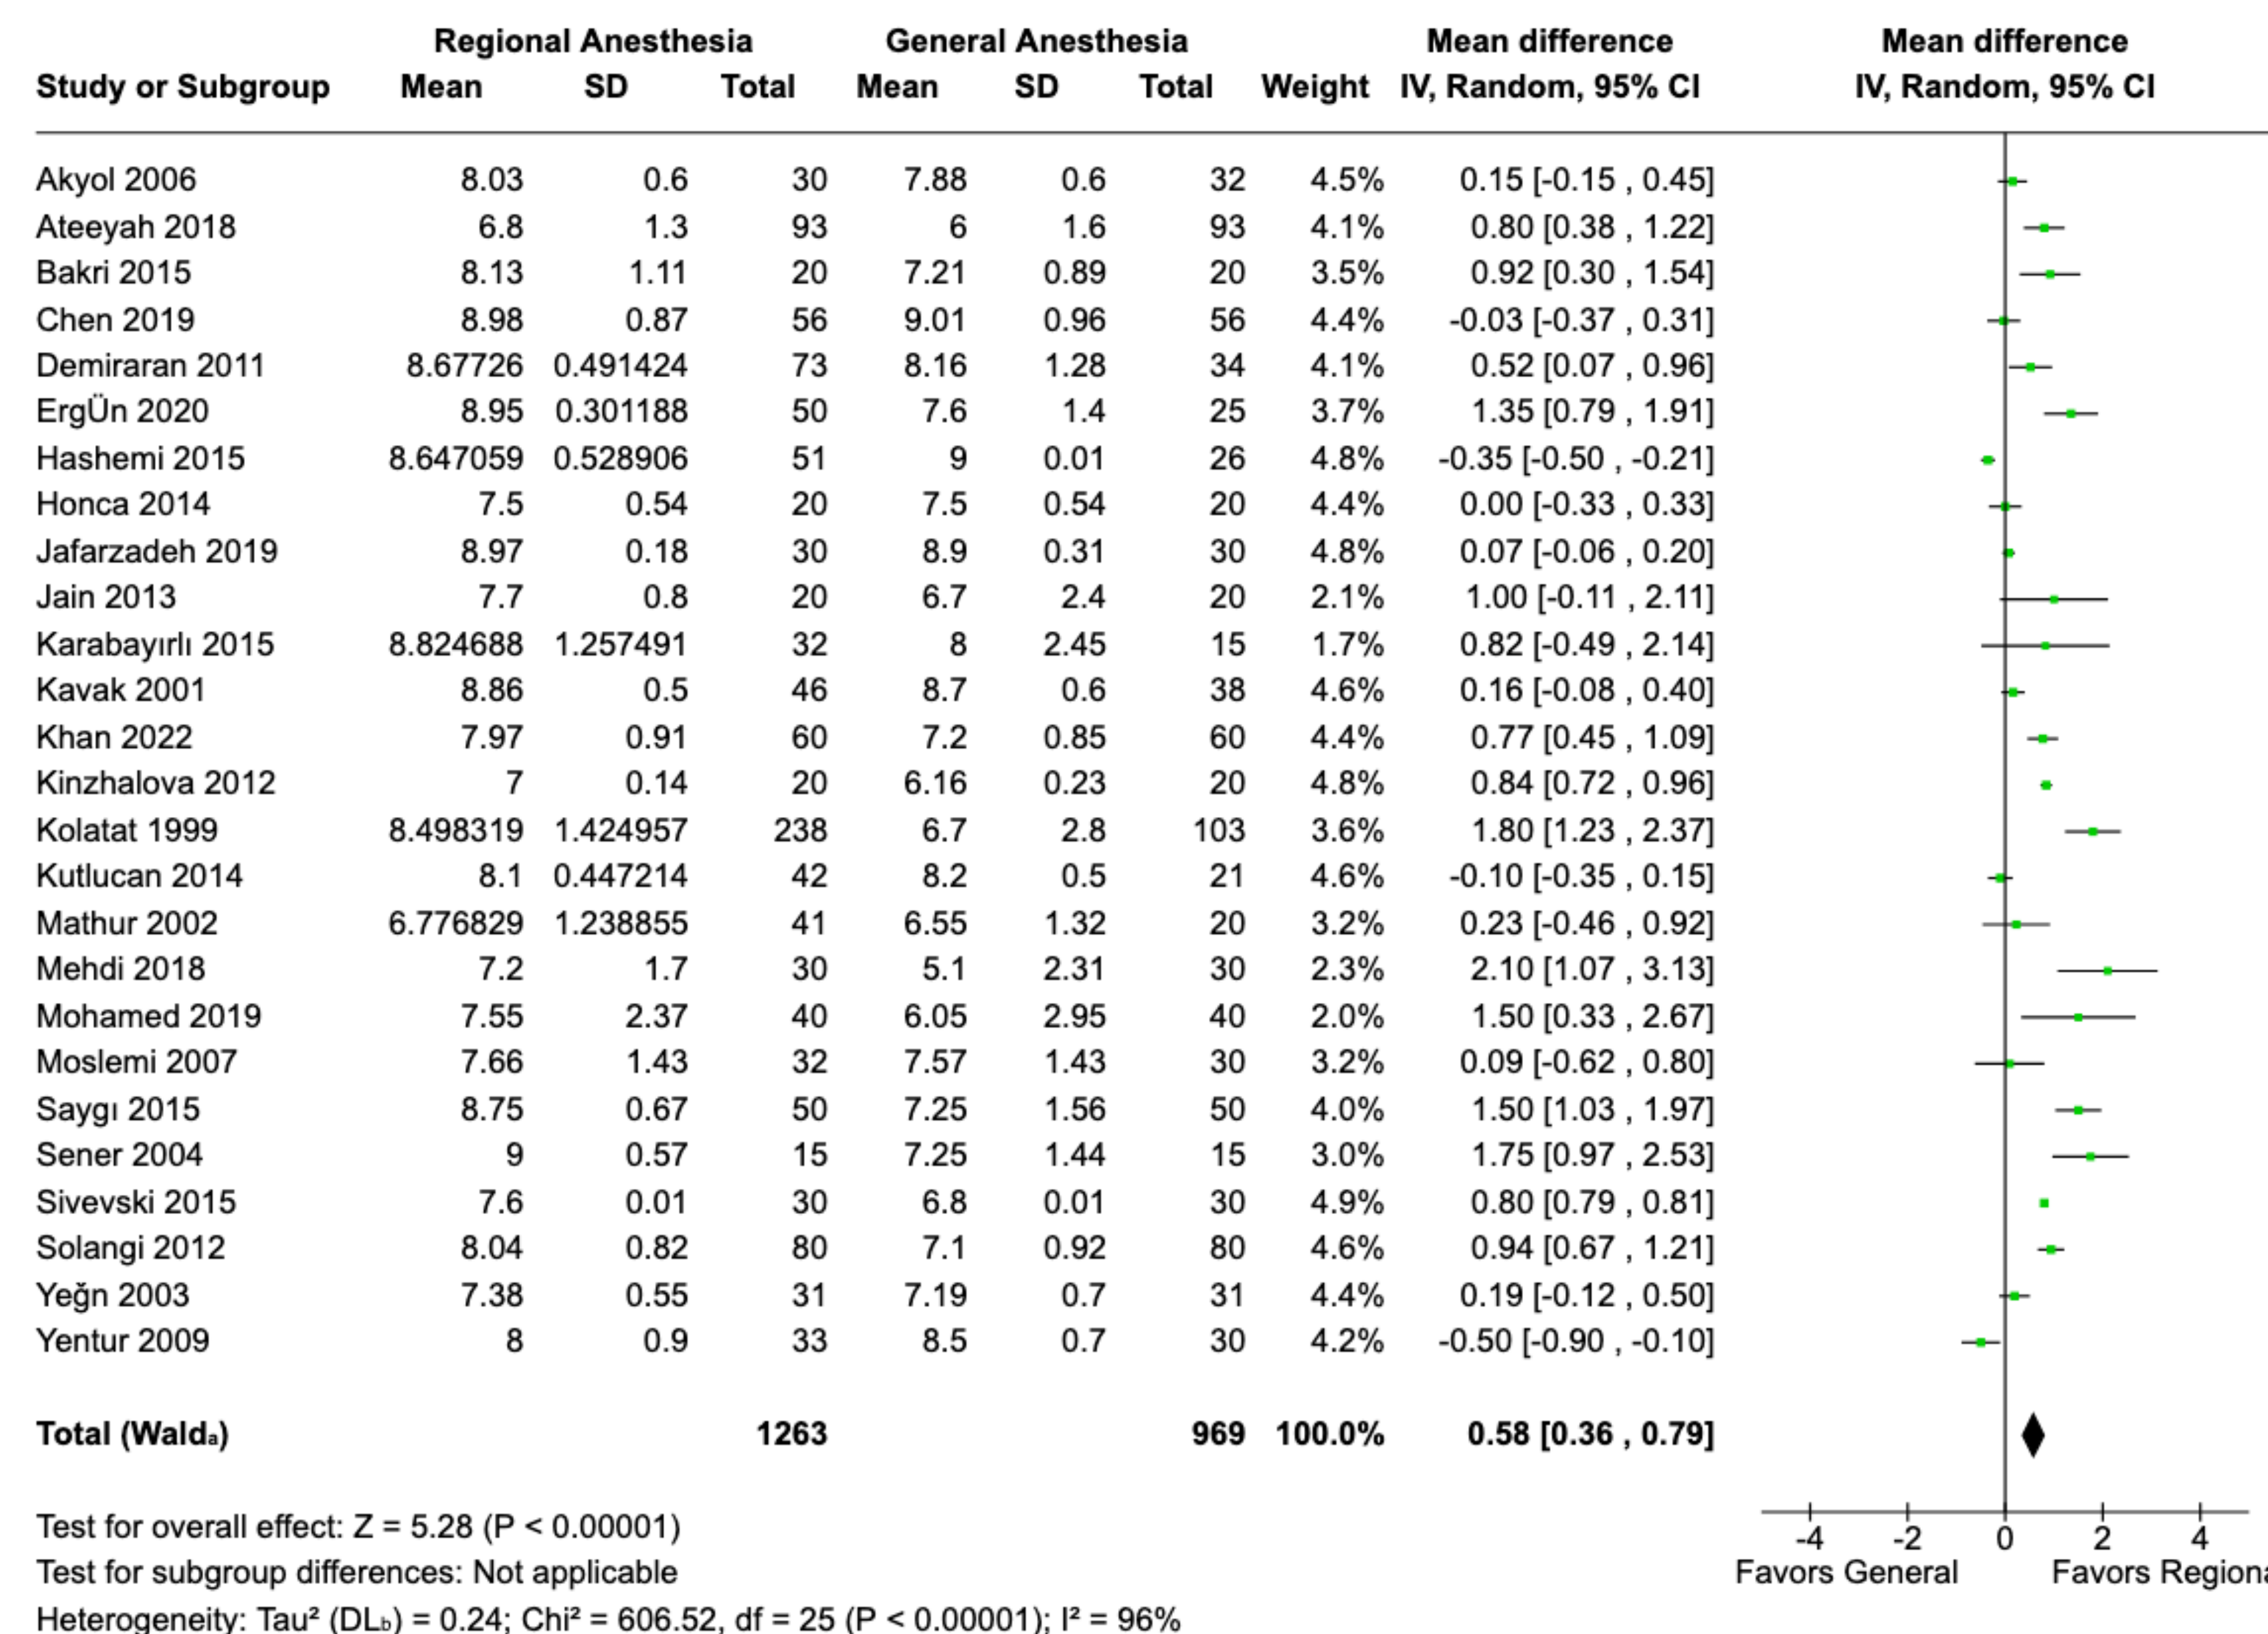 Regional Anesthesia General Anesthesia Mean difference Mean difference
Study or Subgroup Mean SD Total Mean SD Total Weight IV, Random, 95% CI IV, Random, 95% CI
Akyol 2006 8.03 0.6 30 7.88 0.6 32 4.5% 0.15 [-0.15 , 0.45]
Ateeyah 2018 6.8 1.3 93 6 1.6 93 4.1% 0.80 [0.38 , 1.22]
Bakri 2015 8.13 1.11 20 7.21 0.89 20 3.5% 0.92 [0.30 , 1.54]
Chen 2019 8.98 0.87 56 9.01 0.96 56 4.4% -0.03 [-0.37 , 0.31]
Demiraran 2011 8.67726 0.491424 73 8.16 1.28 34 4.1% 0.52 [0.07 , 0.96]
ErgÜn 2020 8.95 0.301188 50 7.6 1.4 25 3.7% 1.35 [0.79 , 1.91]
Hashemi 2015 8.647059 0.528906 51 9 0.01 26 4.8% -0.35 [-0.50 , -0.21]
Honca 2014 7.5 0.54 20 7.5 0.54 20 4.4% 0.00 [-0.33 , 0.33]
Jafarzadeh 2019 8.97 0.18 30 8.9 0.31 30 4.8% 0.07 [-0.06 , 0.20]
Jain 2013 7.7 0.8 20 6.7 2.4 20 2.1% 1.00 [-0.11 , 2.11]
Karabayırlı 2015 8.824688 1.257491 32 8 2.45 15 1.7% 0.82 [-0.49 , 2.14]
Kavak 2001 8.86 0.5 46 8.7 0.6 38 4.6% 0.16 [-0.08 , 0.40]
Khan 2022 7.97 0.91 60 7.2 0.85 60 4.4% 0.77 [0.45 , 1.09]
Kinzhalova 2012 7 0.14 20 6.16 0.23 20 4.8% 0.84 [0.72 , 0.96]
Kolatat 1999 8.498319 1.424957 238 6.7 2.8 103 3.6% 1.80 [1.23 , 2.37]
Kutlucan 2014 8.1 0.447214 42 8.2 0.5 21 4.6% -0.10 [-0.35 , 0.15]
Mathur 2002 6.776829 1.238855 41 6.55 1.32 20 3.2% 0.23 [-0.46 , 0.92]
Mehdi 2018 7.2 1.7 30 5.1 2.31 30 2.3% 2.10 [1.07 , 3.13]
Mohamed 2019 7.55 2.37 40 6.05 2.95 40 2.0% 1.50 [0.33 , 2.67]
Moslemi 2007 7.66 1.43 32 7.57 1.43 30 3.2% 0.09 [-0.62 , 0.80]
Saygı 2015 8.75 0.67 50 7.25 1.56 50 4.0% 1.50 [1.03 , 1.97]
Sener 2004 9 0.57 15 7.25 1.44 15 3.0% 1.75 [0.97 , 2.53]
Sivevski 2015 7.6 0.01 30 6.8 0.01 30 4.9% 0.80 [0.79 , 0.81]
Solangi 2012 8.04 0.82 80 7.1 0.92 80 4.6% 0.94 [0.67 , 1.21]
Yeğn 2003 7.38 0.55 31 7.19 0.7 31 4.4% 0.19 [-0.12 , 0.50]
Yentur 2009 8 0.9 33 8.5 0.7 30 4.2% -0.50 [-0.90 , -0.10]
Total (Walda) 1263 969 100.0% 0.58 [0.36 , 0.79]
Test for overall effect: Z = 5.28 (P < 0.00001)
-4 -2 0 2 4
Test for subgroup differences: Not applicable
Favors General Favors Regiona
Heterogeneity: Tau² (DLb) = 0.24; Chi² = 606.52, df = 25 (P < 0.00001); I² = 96%